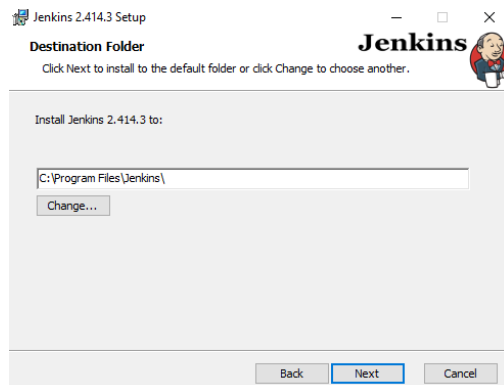 Jenkins 2.414.3 Setup
Destination Folder
Jenkins
Click Next to install to the default folder or click Change to choose another.
Install Jenkins 2.414.3 to:
C:\Program Files\Jenkins\
Change...
Back Next Cancel